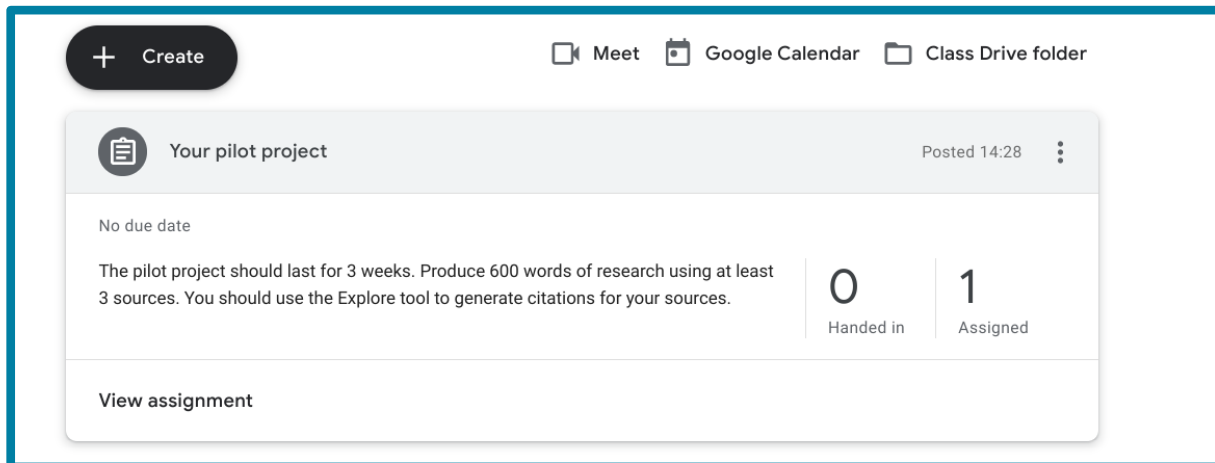 Create
Meet Google Calendar Class Drive folder
Your pilot project
Posted 14:28
No due date
The pilot project should last for 3 weeks. Produce 600 words of research using at least
3 sources. You should use the Explore tool to generate citations for your sources.
0
Handed in
1
Assigned
View assignment